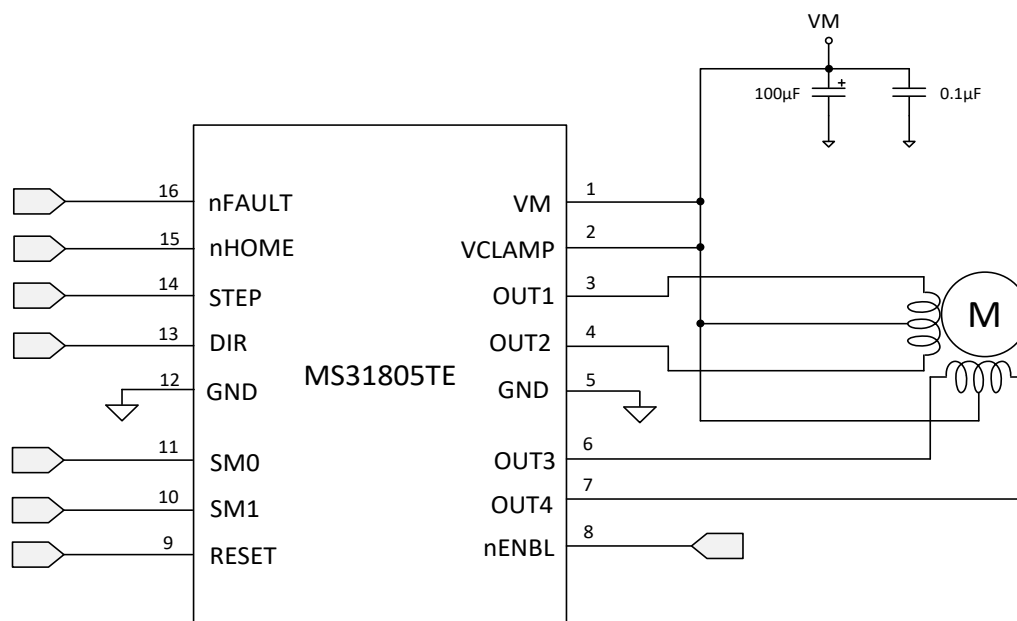 VM
100μF
+
0.1μF
16
nFAULT
15
nHOME
14
STEP
13
DIR
12
GND
11
SM0
10
SM1
9
RESET
MS31805TE
VM
1
VCLAMP
2
OUT1
3
OUT2
4
GND
5
OUT3
6
OUT4
7
nENBL
8
M